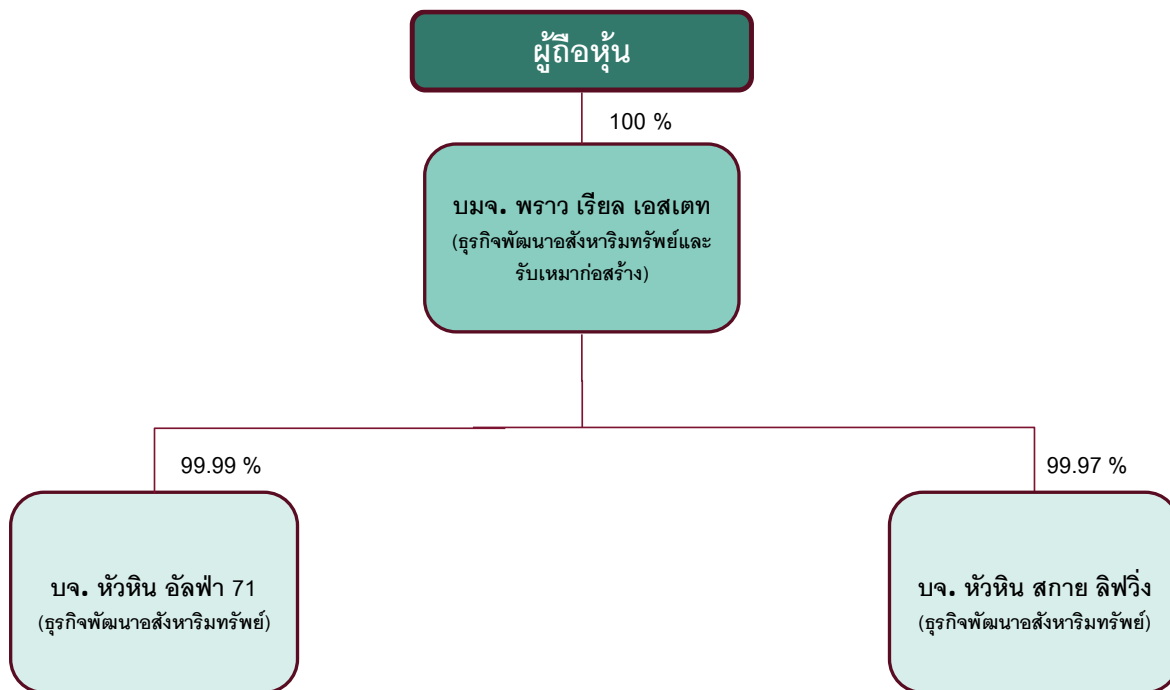 ผู้ถือหุ้น
100 %
บมจ. พราว เรียล เอสเตท
(ธุรกิจพัฒนาอสังหาริมทรัพย์และ
รับเหมาก่อสร้าง)
99.99 %
99.97 %
บจ. หัวหิน อัลฟ่า 71
(ธุรกิจพัฒนาอสังหาริมทรัพย์)
บจ. หัวหิน สกาย ลิฟวิ่ง
(ธุรกิจพัฒนาอสังหาริมทรัพย์)